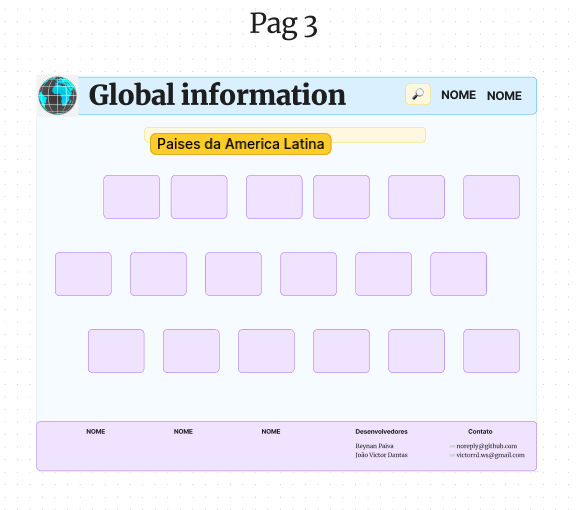 Pag 3
Global information
NOME NOME
Paises da America Latina
NOME NOME NOME Desenvolvedores Contato
Reynan Paiva noreply@github.com
João Victor Dantas victorrd.ws@gmail.com